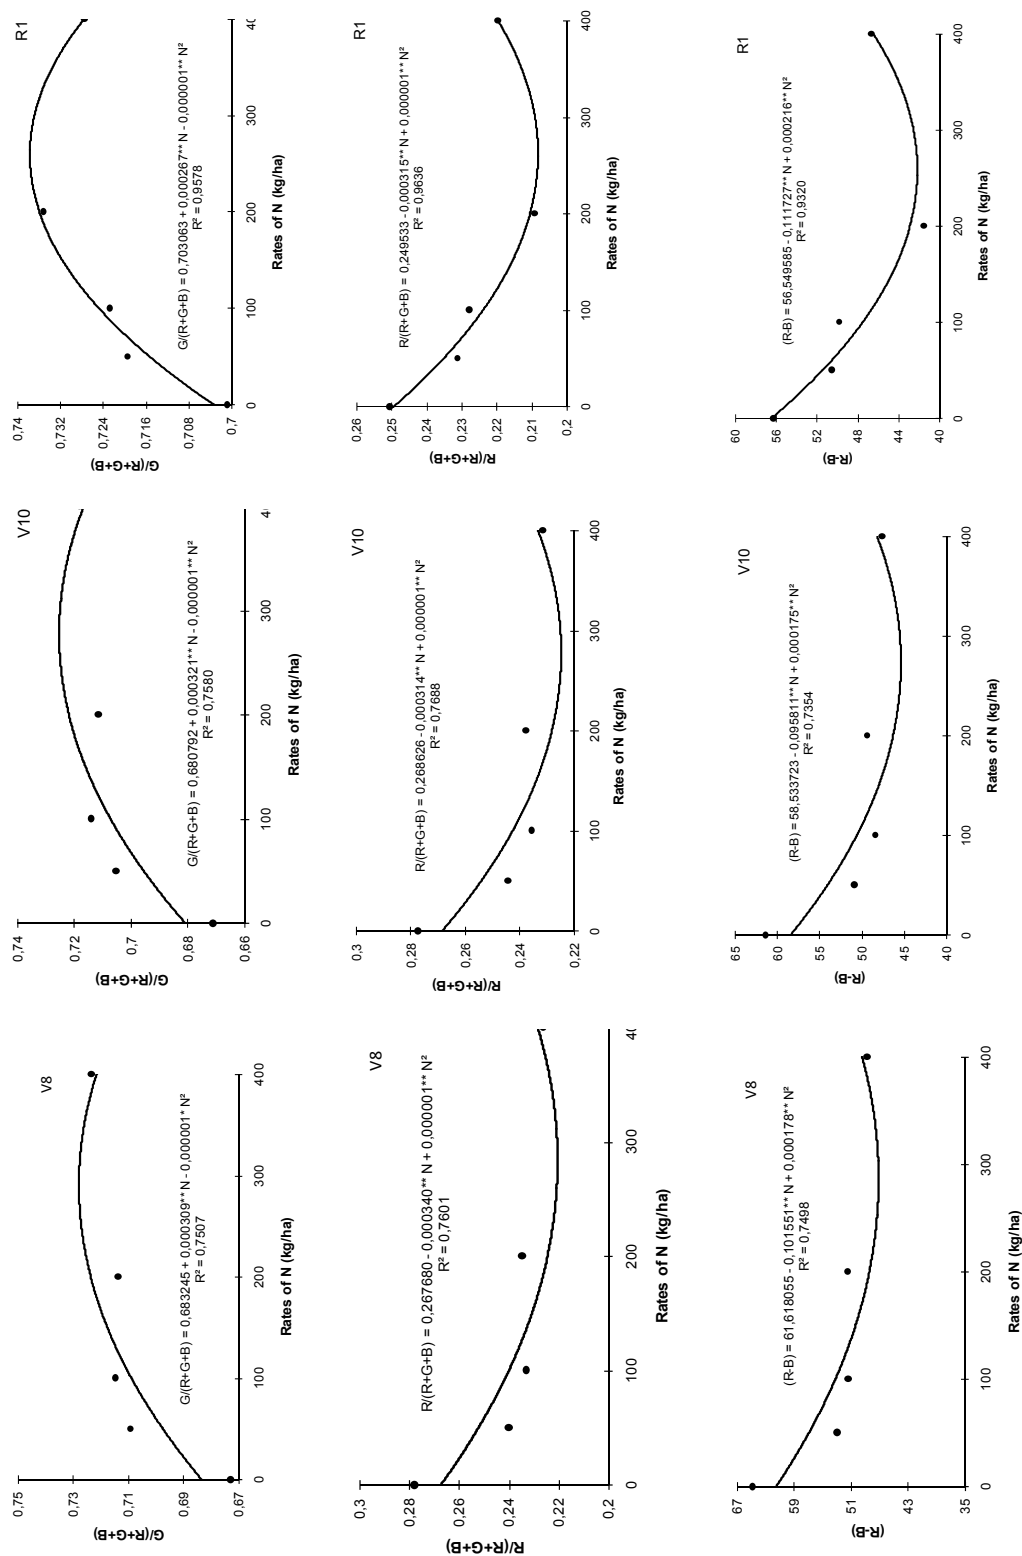 V8
G/(R+G+B)
0,75
0,73
0,71
0,69
0,67
G/(R+G+B) = 0,683245 + 0,000309** N - 0,000001* N²
R² = 0,7507
0 100 200 300 400
Rates of N (kg/ha)
V10
G/(R+G+B)
0,74
0,72
0,7
0,68
0,66
G/(R+G+B) = 0,680792 + 0,000321** N - 0,000001** N²
R² = 0,7580
0 100 200 300
Rates of N (kg/ha)
R1
G/(R+G+B)
0,74
0,732
0,724
0,716
0,708
0,7
G/(R+G+B) = 0,703063 + 0,000267** N - 0,000001** N²
R² = 0,9578
0 100 200 300 40
Rates of N (kg/ha)
V8
R/(R+G+B)
0,3
0,28
0,26
0,24
0,22
0,2
R/(R+G+B) = 0,267680 - 0,000340** N + 0,000001** N²
R² = 0,7601
0 100 200 300 40
Rates of N (kg/ha)
V10
R/(R+G+B)
0,3
0,28
0,26
0,24
0,22
R/(R+G+B) = 0,268626 - 0,000314** N + 0,000001** N²
R² = 0,7688
0 100 200 300 400
Rates of N (kg/ha)
R1
R/(R+G+B)
0,26
0,25
0,23
0,22
0,21
0,2
R/(R+G+B) = 0,249533 - 0,000315** N + 0,000001** N²
R² = 0,9636
0 100 200 300 400
Rates of N (kg/ha)
V8
(R-B)
67
59
51
43
35
(R-B) = 61,618055 - 0,101551** N + 0,000178** N²
R² = 0,7498
0 100 200 300 400
Rates of N (kg/ha)
V10
(R-B)
65
60
55
50
45
40
(R-B) = 58,533723 - 0,095811** N + 0,000175** N²
R² = 0,7354
0 100 200 300 400
Rates of N (kg/ha)
R1
(R-B)
60
56
52
48
44
40
(R-B) = 56,549585 - 0,111727** N + 0,000216** N²
R² = 0,9320
0 100 200 300 400
Rates of N (kg/ha)